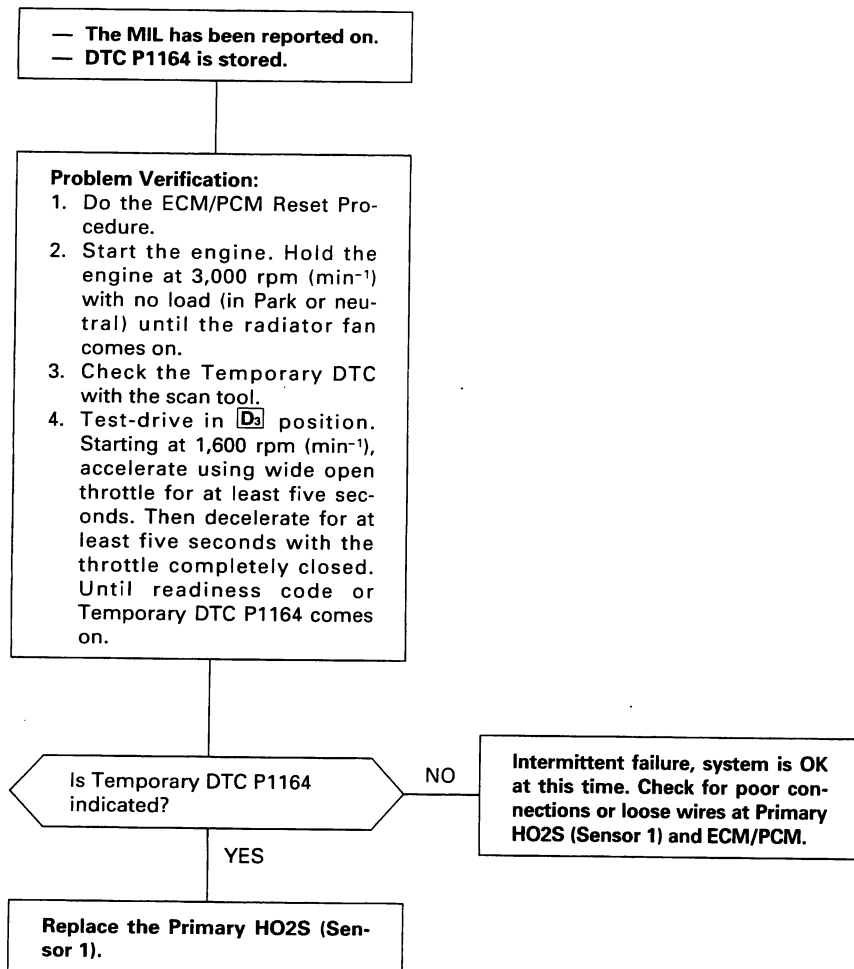 — The MIL has been reported on.
— DTC P1164 is stored.
Problem Verification:
1. Do the ECM/PCM Reset Pro-
cedure.
2. Start the engine. Hold the
engine at 3,000 rpm (min⁻¹)
with no load (in Park or neu-
tral) until the radiator fan
comes on.
3. Check the Temporary DTC
with the scan tool.
4. Test-drive in D₃ position.
Starting at 1,600 rpm (min⁻¹),
accelerate using wide open
throttle for at least five sec-
onds. Then decelerate for at
least five seconds with the
throttle completely closed.
Until readiness code or
Temporary DTC P1164 comes
on.
Is Temporary DTC P1164
indicated?
NO
Intermittent failure, system is OK
at this time. Check for poor con-
nections or loose wires at Primary
HO2S (Sensor 1) and ECM/PCM.
YES
Replace the Primary HO2S (Sen-
sor 1).